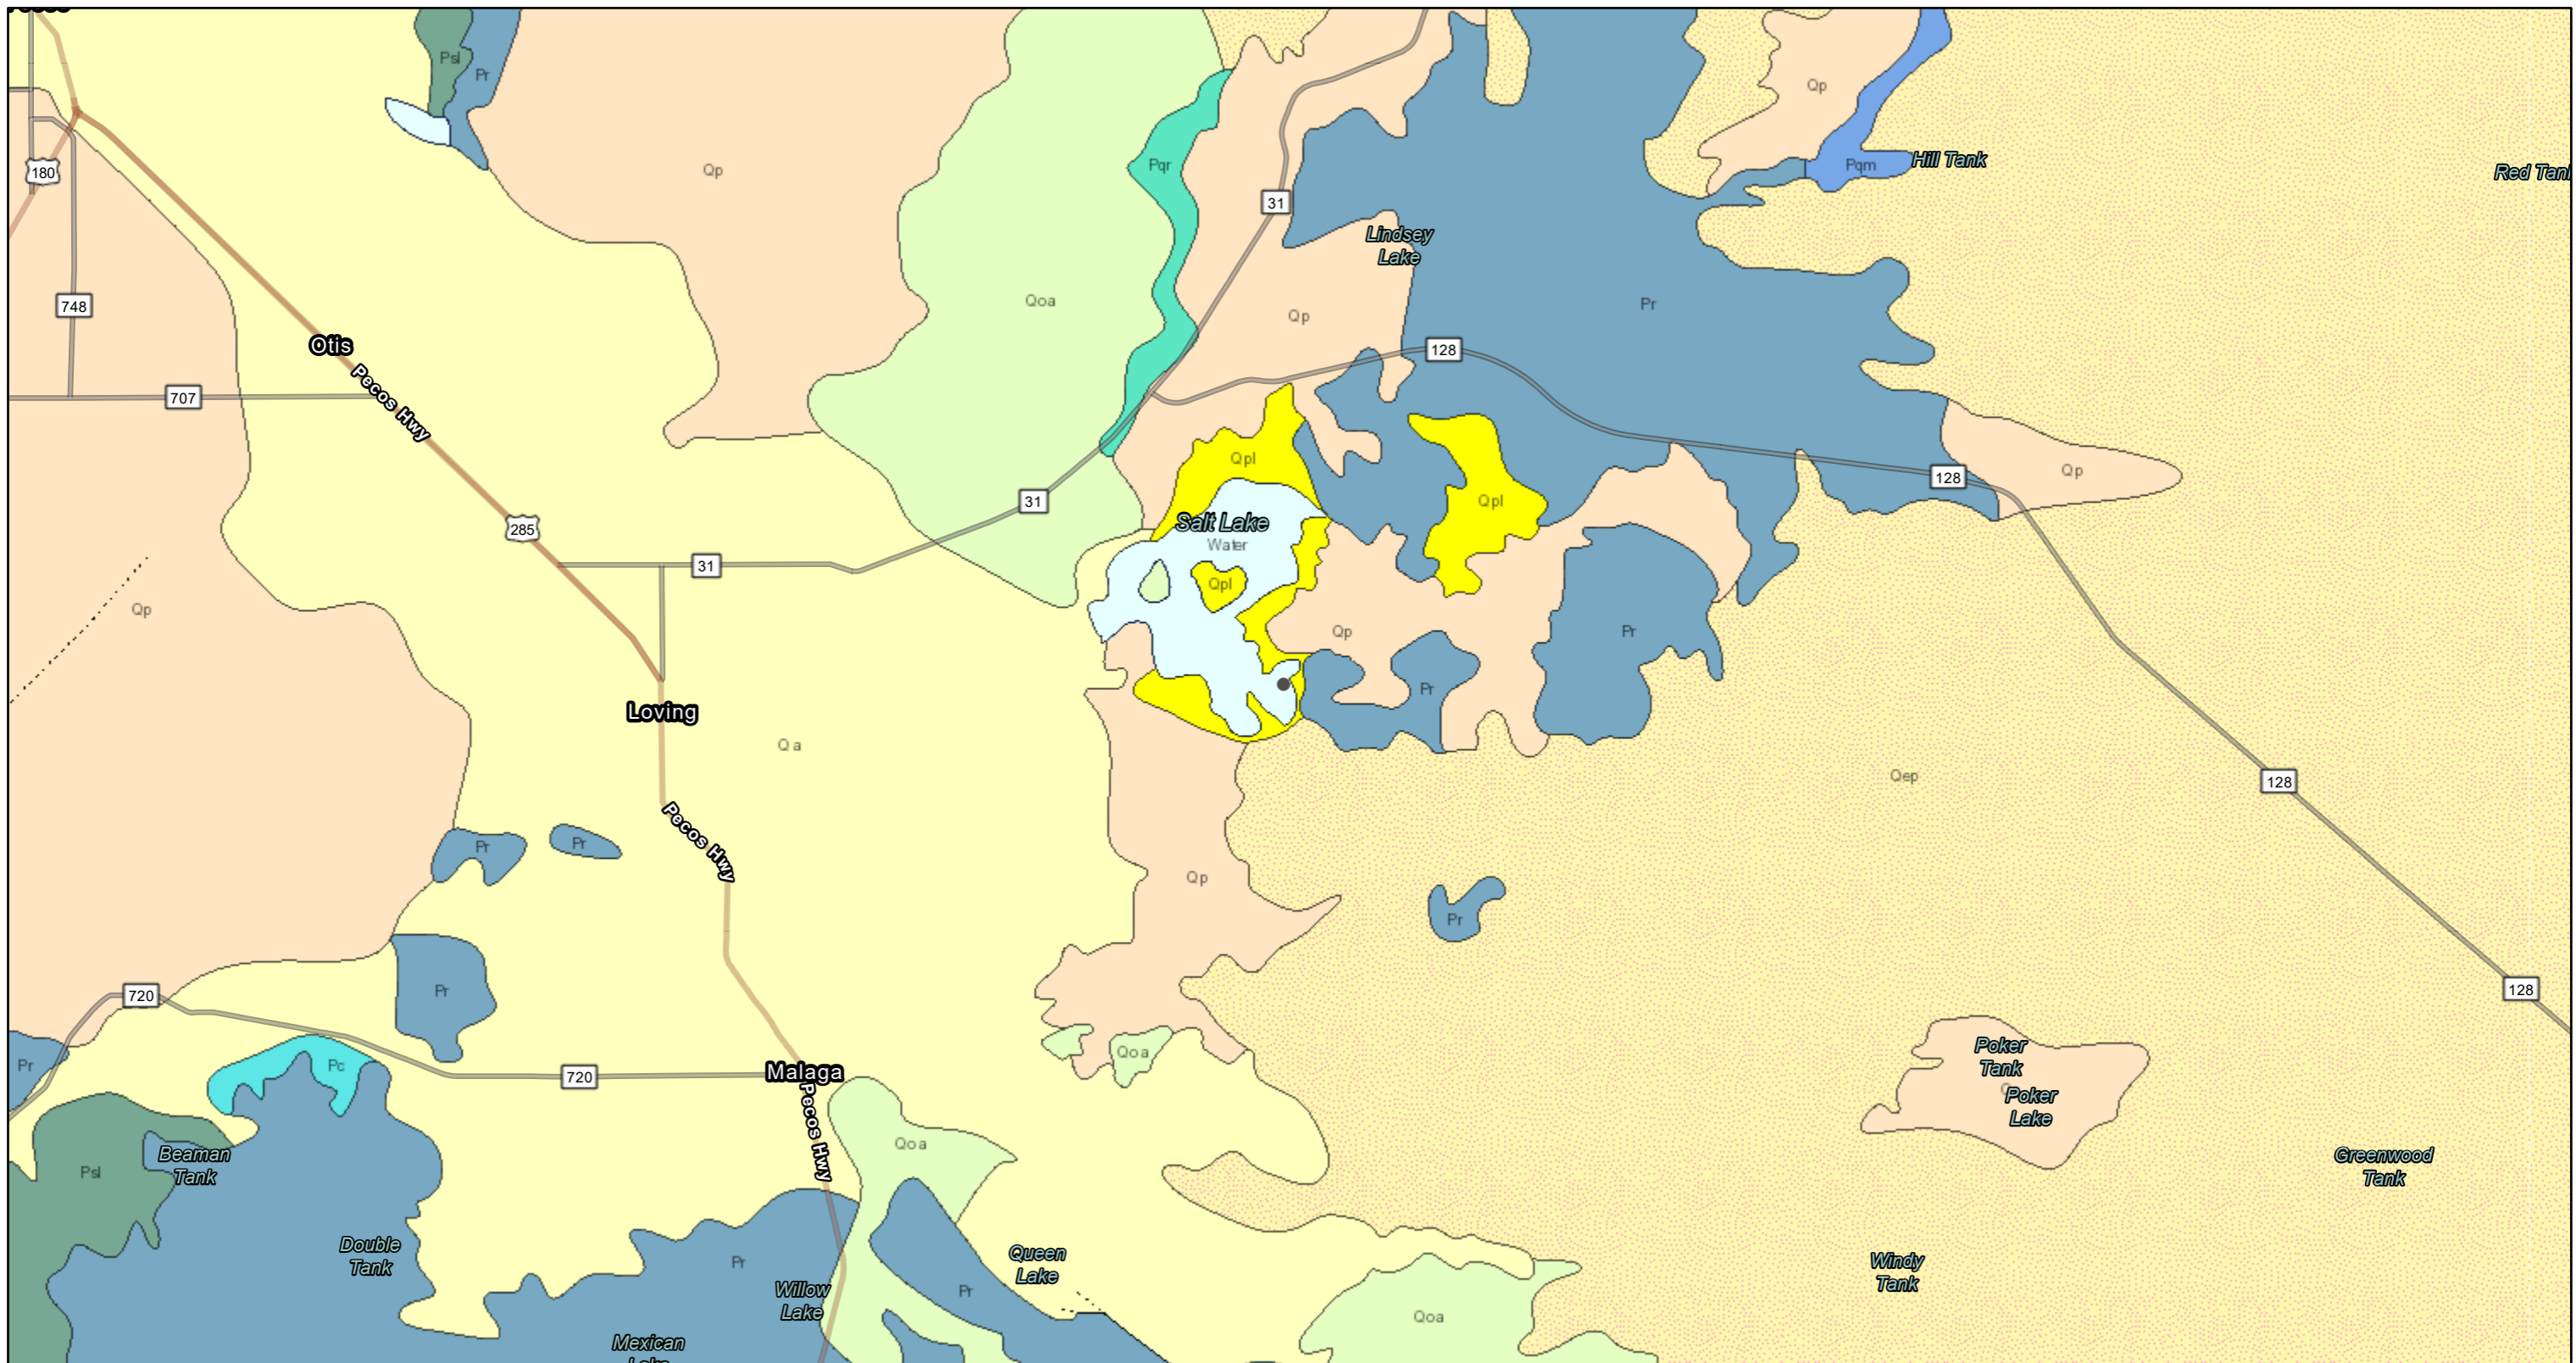 Psl
Pr
Qp
Pqm
Hill Tank
Pqr
Red Tank
180
Qp
31
Lindsey
Lake
748
Qoa
Pr
Qp
Otis
128
707
Pecos Hwy
Qpl
Qp
128
285
31
Qpl
Salt Lake
Water
31
Qpl
Qp
Qp
Pr
Pr
Loving
Qa
Qep
128
Pecos Hwy
Pr
Pr
Qp
Pr
Pr
720
128
Poker
Tank
Qoa
Pr
Pc
720
Malaga
Poker
Lake
Pecos Hwy
Qoa
Beaman
Tank
Psl
Greenwood
Tank
Double
Tank
Pr
Queen
Lake
Windy
Tank
Willow
Lake
Pr
Qoa
Mexican
Lake